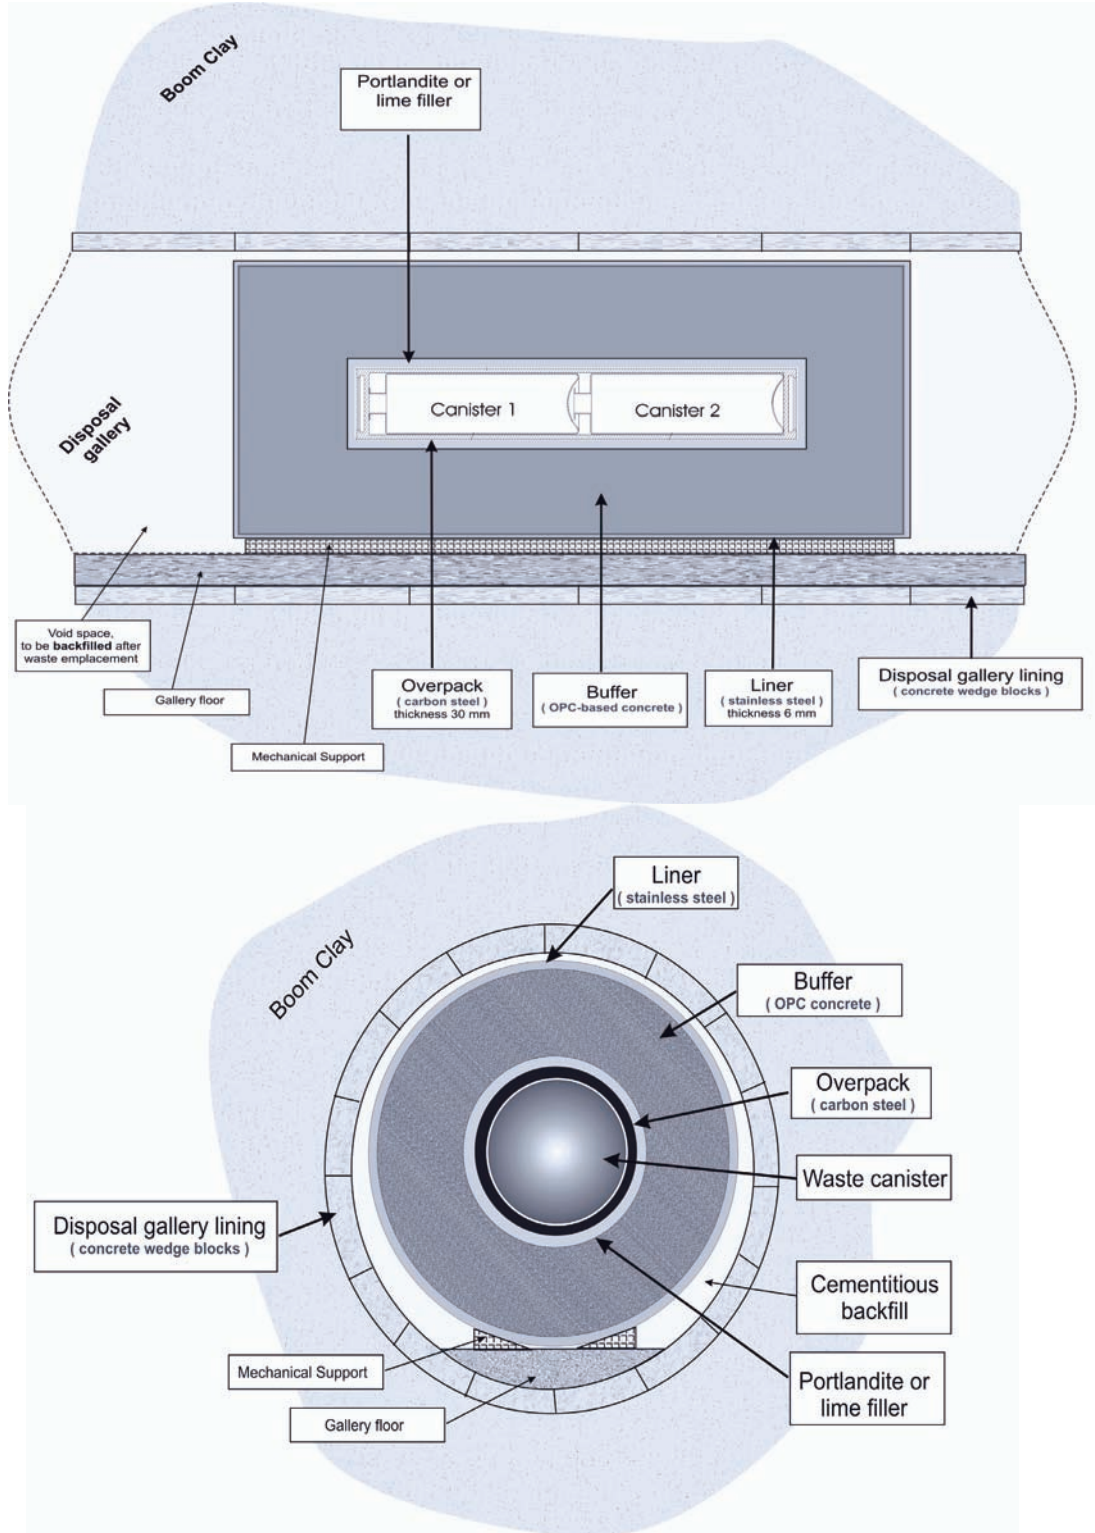 Boom Clay
Portlandite or
lime filler
Canister 1
Canister 2
Disposal
gallery
Void space,
to be backfilled after
waste emplacement
Gallery floor
Mechanical Support
Overpack
( carbon steel )
thickness 30 mm
Buffer
( OPC-based concrete )
Liner
( stainless steel )
thickness 6 mm
Disposal gallery lining
( concrete wedge blocks )
Liner
( stainless steel )
Boom Clay
Buffer
( OPC concrete )
Overpack
( carbon steel )
Waste canister
Disposal gallery lining
( concrete wedge blocks )
Cementitious
backfill
Mechanical Support
Portlandite or
lime filler
Gallery floor